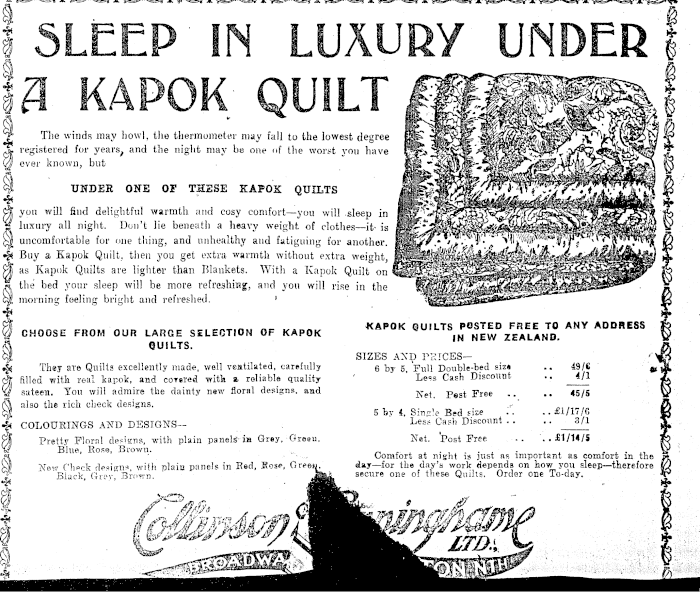 SLEEP IN LUXURY UNDER
A KAPOK QUILT
The winds may howl, the thermometer may fall to the lowest degree
registered for years, and the night may be one of the worst you have
ever known, but
UNDER ONE OF THESE KAPOK QUILTS
you will find delightful warmth and cosy comfort—you will sleep in
luxury all night. Don't lie beneath a heavy weight of clothes—it is
uncomfortable for one thing, and unhealthy and fatiguing for another.
Buy a Kapok Quilt, then you get extra warmth without extra weight,
as Kapok Quilts are lighter than Blankets. With a Kapok Quilt on
the bed your sleep will be more refreshing, and you will rise in the
morning feeling bright and refreshed.
CHOOSE FROM OUR LARGE SELECTION OF KAPOK
QUILTS.
They are Quilts excellently made, well ventilated, carefully
filled with real kapok, and covered with a reliable quality
sateen. You will admire the dainty new floral designs, and
also the rich check designs.
COLOURINGS AND DESIGNS—
Pretty Floral designs, with plain panels in Grey, Green,
Blue, Rose, Brown.
New Check designs, with plain panels in Red, Rose, Green,
Black, Grey, Brown.
KAPOK QUILTS POSTED FREE TO ANY ADDRESS
IN NEW ZEALAND.
SIZES AND PRICES—
6 by 5, Full Double-bed size .. 49/6
Less Cash Discount .. 4/1
Net. Post Free .. .. 45/5
5 by 4, Single Bed size .. .. £1/17/6
Less Cash Discount .. .. 3/1
Net. Post Free .. .. £1/14/5
Comfort at night is just as important as comfort in the
day—for the day's work depends on how you sleep—therefore
secure one of these Quilts. Order one To-day.
Collinson & ninghame
LTD.,
BROADWA TON NTH